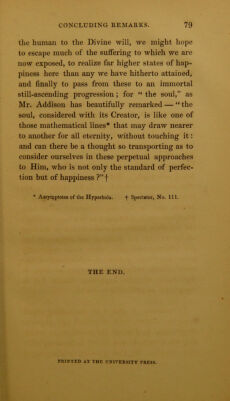 CONCLUDING REMARKS. 79
the human to the Divine will, we might hope
to escape much of the suffering to which we are
now exposed, to realize far higher states of hap-
piness here than any we have hitherto attained,
and finally to pass from these to an immortal
still-ascending progression; for "the soul," as
Mr. Addison has beautifully remarked — "the
soul, considered with its Creator, is like one of
those mathematical lines* that may draw nearer
to another for all eternity, without touching it:
and can there be a thought so transporting as to
consider ourselves in these perpetual approaches
to Him, who is not only the standard of perfec-
tion but of happiness?"†
* Assymptotes of the Hyperbola. † Spectator, No. 111.
THE END.
PRINTED AT THE UNIVERSITY PRESS.